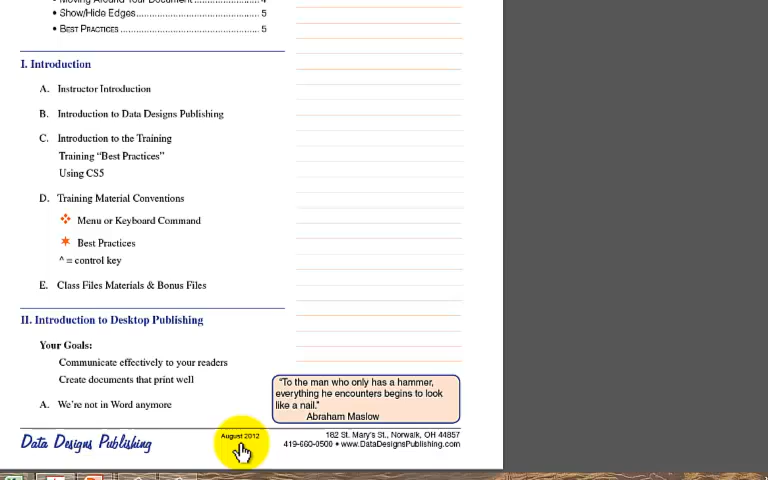 • Moving Around Your Document ........................ 4
• Show/Hide Edges............................................ 5
• BEST PRACTICES ................................................ 5
I. Introduction
A. Instructor Introduction
B. Introduction to Data Designs Publishing
C. Introduction to the Training
Training “Best Practices”
Using CS5
D. Training Material Conventions
Menu or Keyboard Command
Best Practices
^ = control key
E. Class Files Materials & Bonus Files
II. Introduction to Desktop Publishing
Your Goals:
Communicate effectively to your readers
Create documents that print well
A. We’re not in Word anymore
“To the man who only has a hammer,
everything he encounters begins to look
like a nail.”
Abraham Maslow
Data Designs Publishing
August 2012
162 St. Mary's St., Norwalk, OH 44857
419-660-0500 • www.DataDesignsPublishing.com